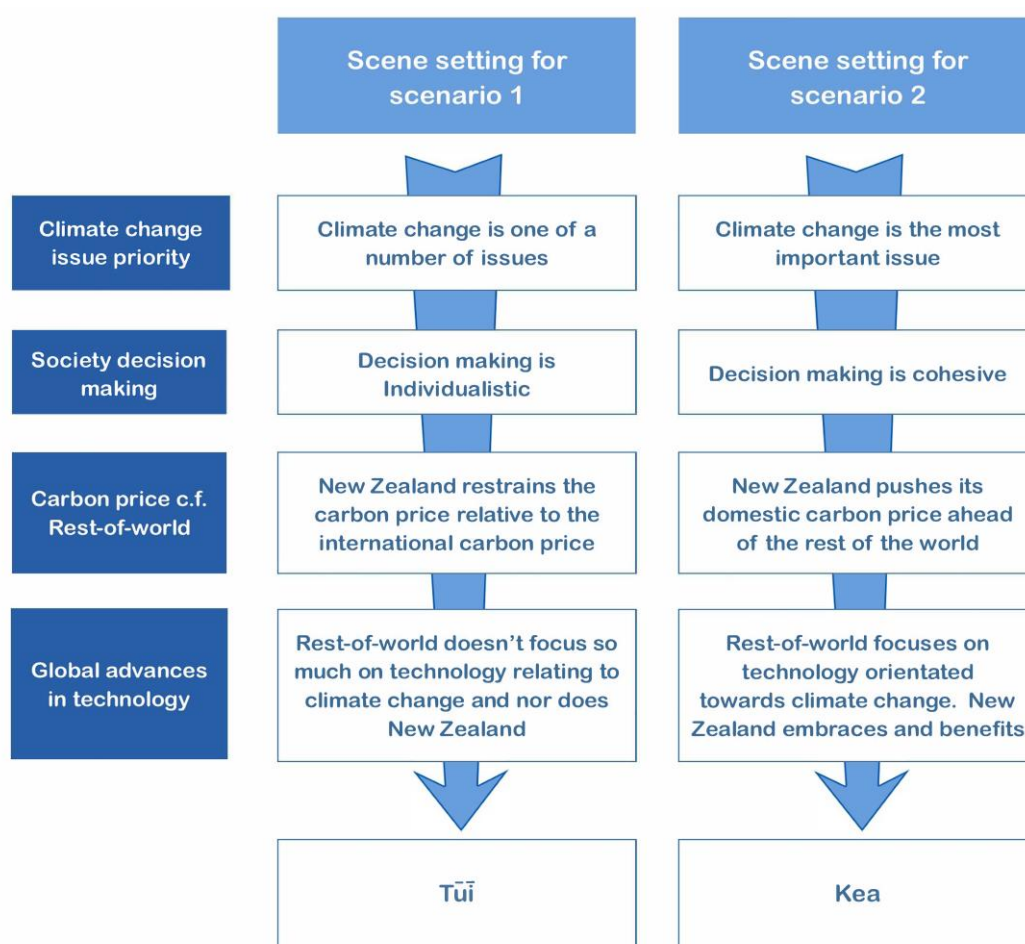 Scene setting for
scenario 1
Scene setting for
scenario 2
Climate change
issue priority
Climate change is one of a
number of issues
Climate change is the most
important issue
Society decision
making
Decision making is
Individualistic
Decision making is cohesive
Carbon price c.f.
Rest-of-world
New Zealand restrains the
carbon price relative to the
international carbon price
New Zealand pushes its
domestic carbon price ahead
of the rest of the world
Global advances
in technology
Rest-of-world doesn’t focus so
much on technology relating to
climate change and nor does
New Zealand
Rest-of-world focuses on
technology orientated
towards climate change. New
Zealand embraces and benefits
Tūī
Kea